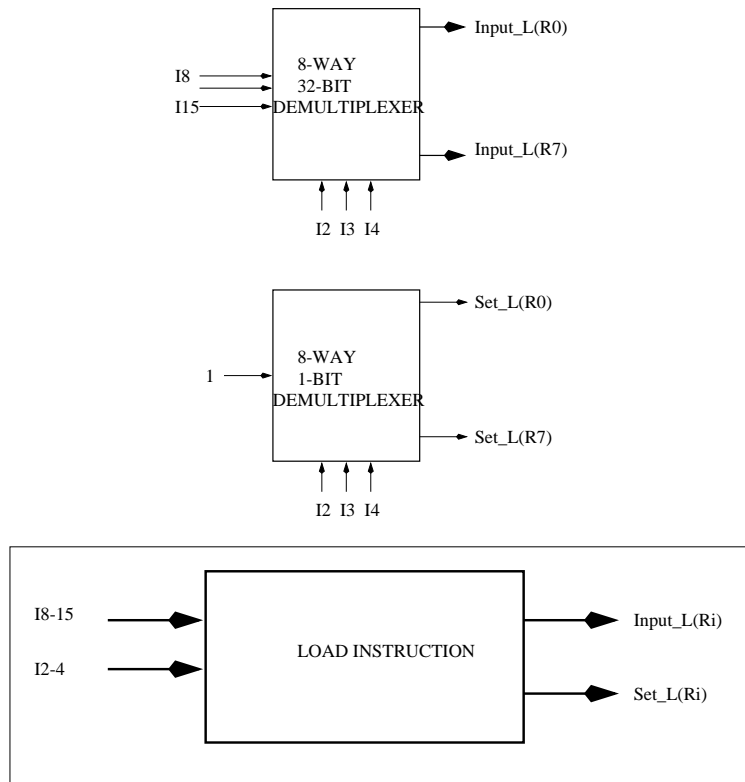 Input_L(R0)
8-WAY
I8
32-BIT
I15
DEMULTIPLEXER
Input_L(R7)
I2 I3 I4
Set_L(R0)
8-WAY
1
1-BIT
DEMULTIPLEXER
Set_L(R7)
I2 I3 I4
I8-15
Input_L(Ri)
LOAD INSTRUCTION
I2-4
Set_L(Ri)